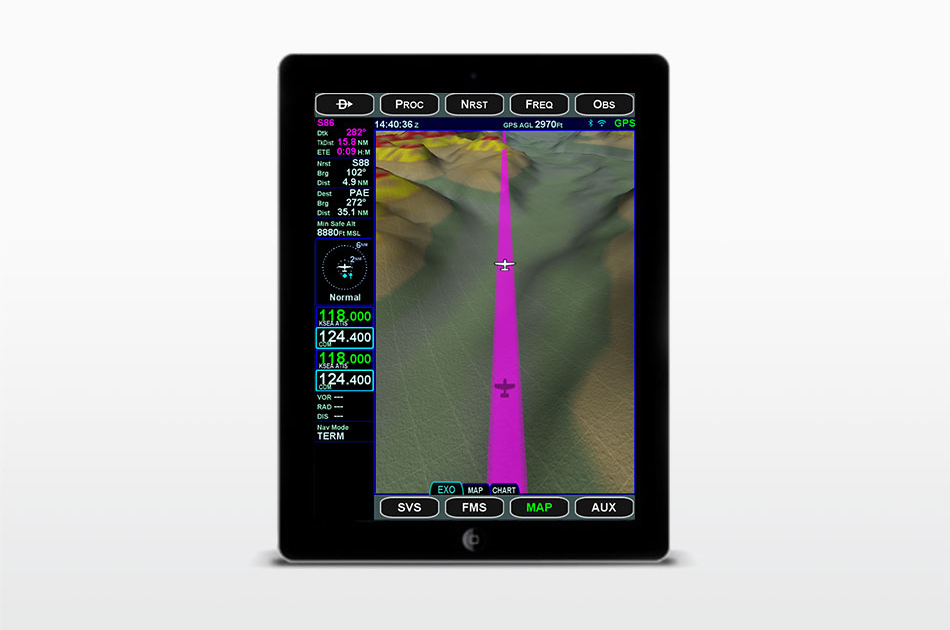 D PROC NRST FREQ OBS
S86
Dtk 282°
TkDist 15.8 NM
ETE 0:09 H:M
14:40:36 Z GPS AGL 2970Ft GPS
Nrst S88
Brg 102°
Dist 4.9 NM
Dest PAE
Brg 272°
Dist 35.1 NM
Min Safe Alt
8880Ft MSL
6NM
2NM
Normal
118.000
KSEA ATIS
124.400
COM
118.000
KSEA ATIS
124.400
COM
VOR ---
RAD ---
DIS ---
Nav Mode
TERM
EXO MAP CHART
SVS FMS MAP AUX